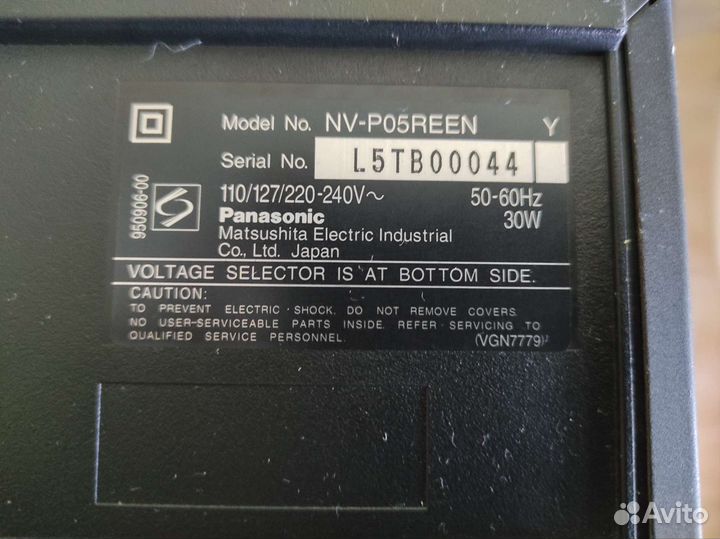 Model No. NV-P05REEN Y
Serial No. L5TB00044
950906-00
110/127/220-240V~ 50-60Hz
Panasonic 30W
Matsushita Electric Industrial
Co., Ltd. Japan
VOLTAGE SELECTOR IS AT BOTTOM SIDE.
CAUTION:
TO PREVENT ELECTRIC SHOCK. DO NOT REMOVE COVERS
NO USER-SERVICEABLE PARTS INSIDE. REFER SERVICING TO
QUALIFIED SERVICE PERSONNEL. (VGN7779)
Avito